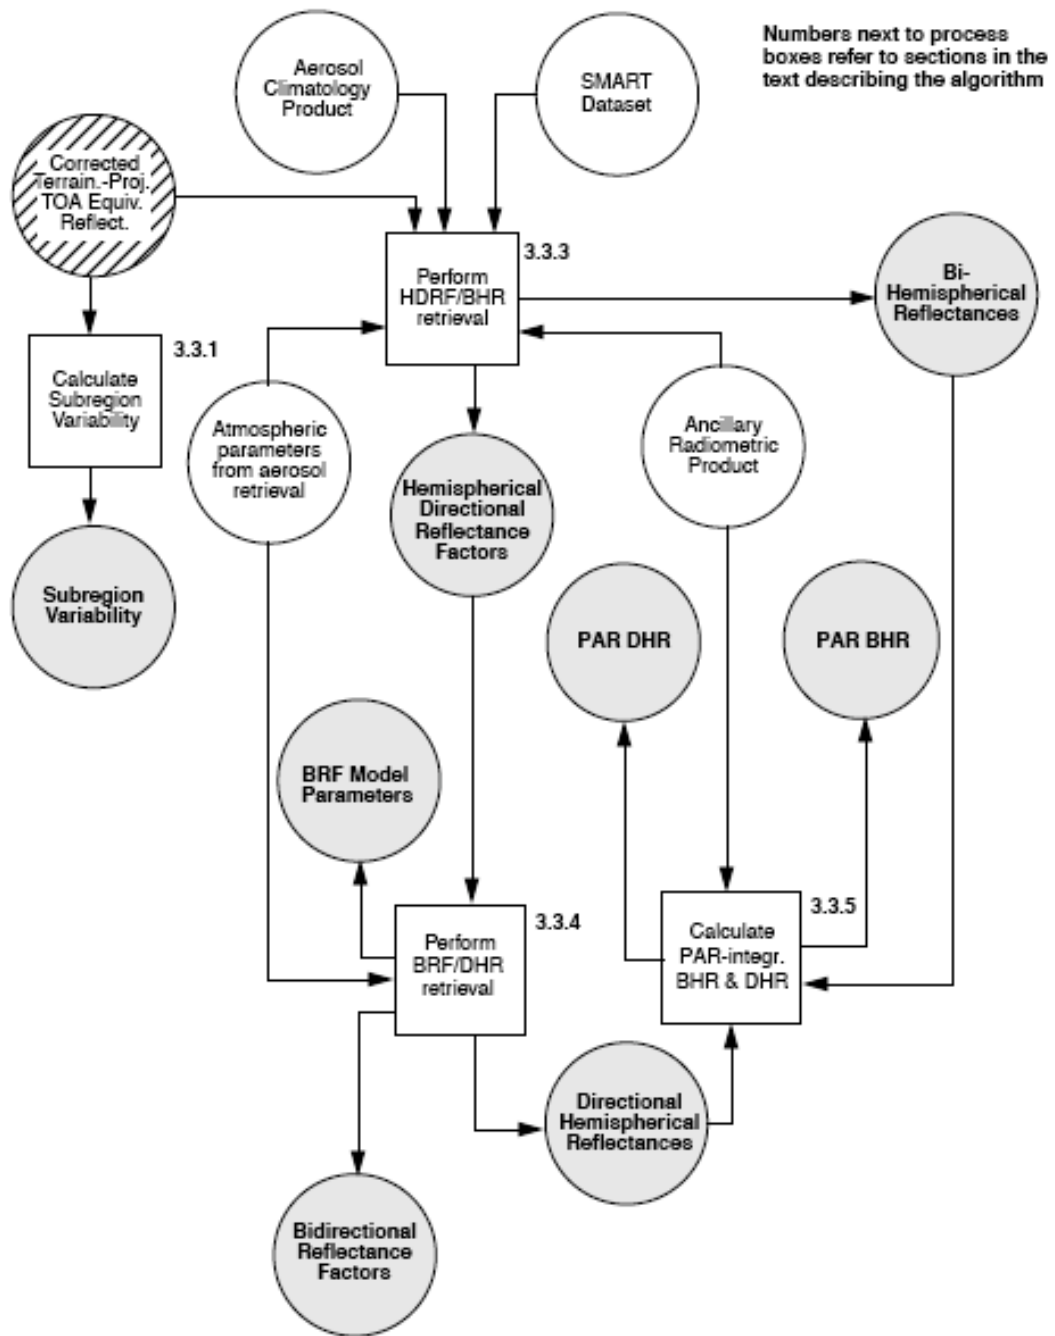 Numbers next to process
boxes refer to sections in the
text describing the algorithm
Aerosol
Climatology
Product
SMART
Dataset
Corrected
Terrain.-Proj.
TOA Equiv.
Reflect.
3.3.3
Perform
HDRF/BHR
retrieval
Bi-
Hemispherical
Reflectances
3.3.1
Calculate
Subregion
Variability
Atmospheric
parameters
from aerosol
retrieval
Ancillary
Radiometric
Product
Hemispherical
Directional
Reflectance
Factors
Subregion
Variability
PAR DHR
PAR BHR
BRF Model
Parameters
3.3.4
Perform
BRF/DHR
retrieval
3.3.5
Calculate
PAR-integr.
BHR & DHR
Directional
Hemispherical
Reflectances
Bidirectional
Reflectance
Factors